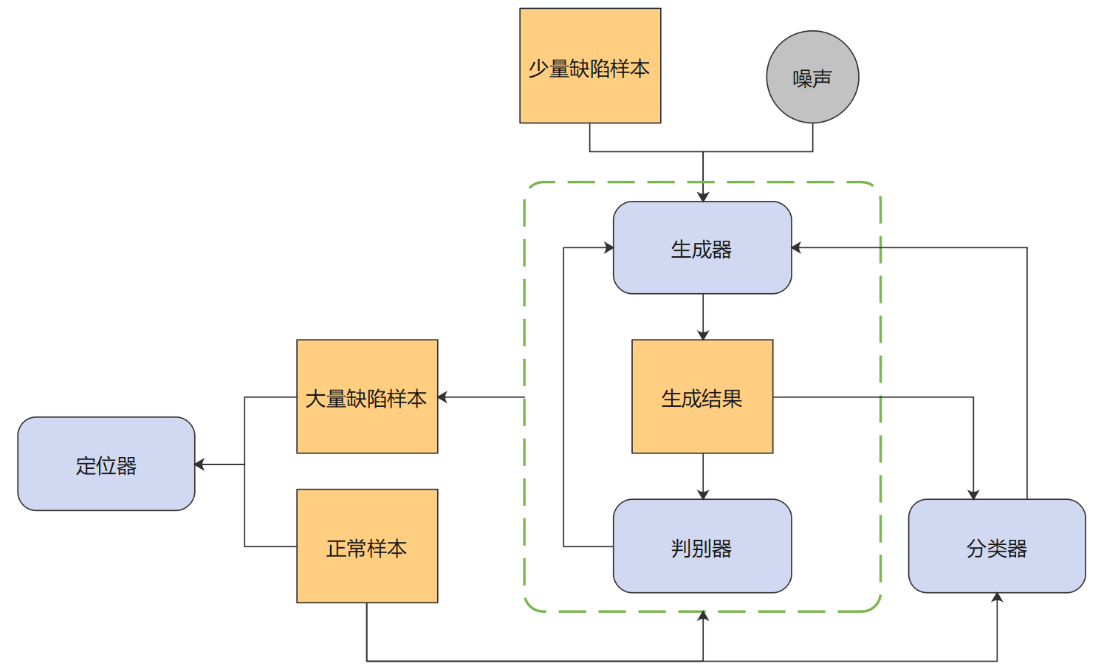 少量缺陷样本
噪声
生成器
大量缺陷样本
生成结果
定位器
正常样本
判别器
分类器